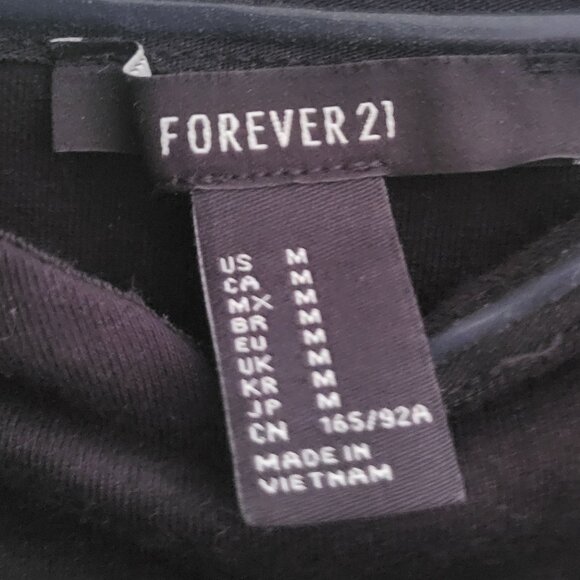 FOREVER 21
US M
CA M
MX M
BR M
EU M
UK M
KR M
JP M
CN 165/92A
MADE IN
VIETNAM